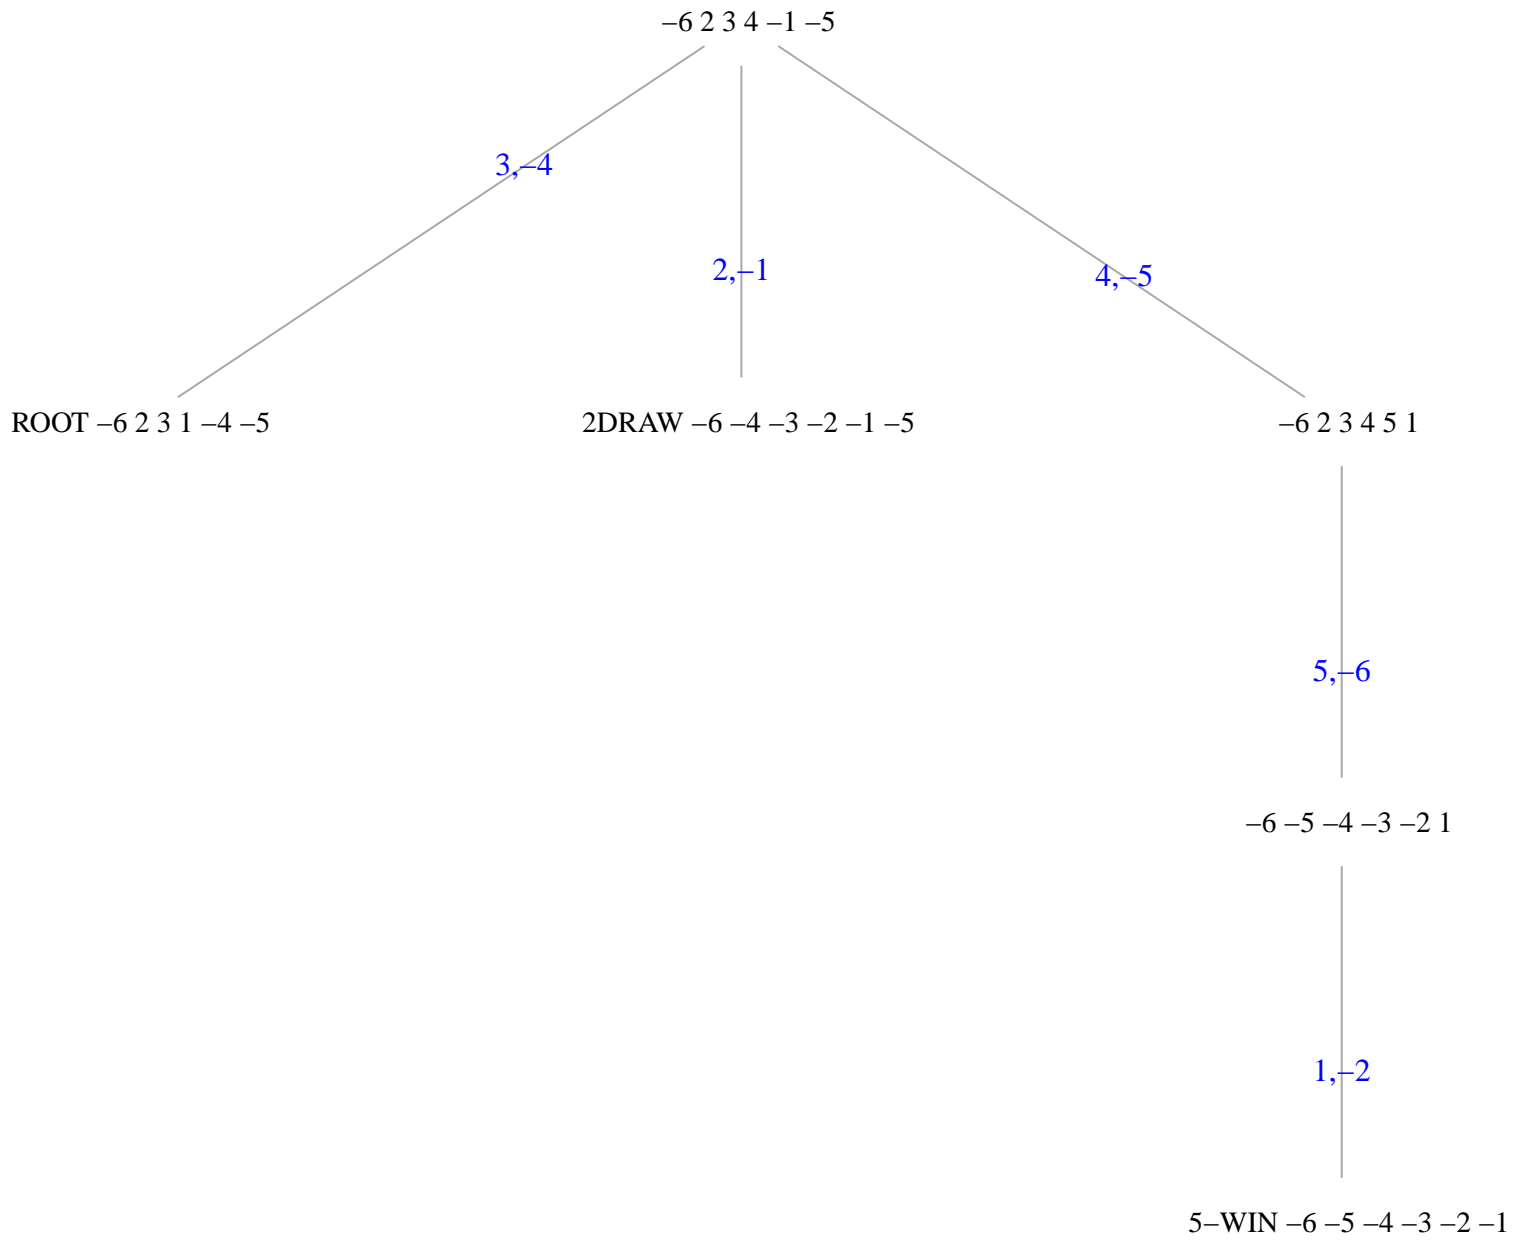 –6 2 3 4 –1 –5
3,–4
2,–1
4,–5
ROOT –6 2 3 1 –4 –5
2DRAW –6 –4 –3 –2 –1 –5
–6 2 3 4 5 1
5,–6
–6 –5 –4 –3 –2 1
1,–2
5–WIN –6 –5 –4 –3 –2 –1